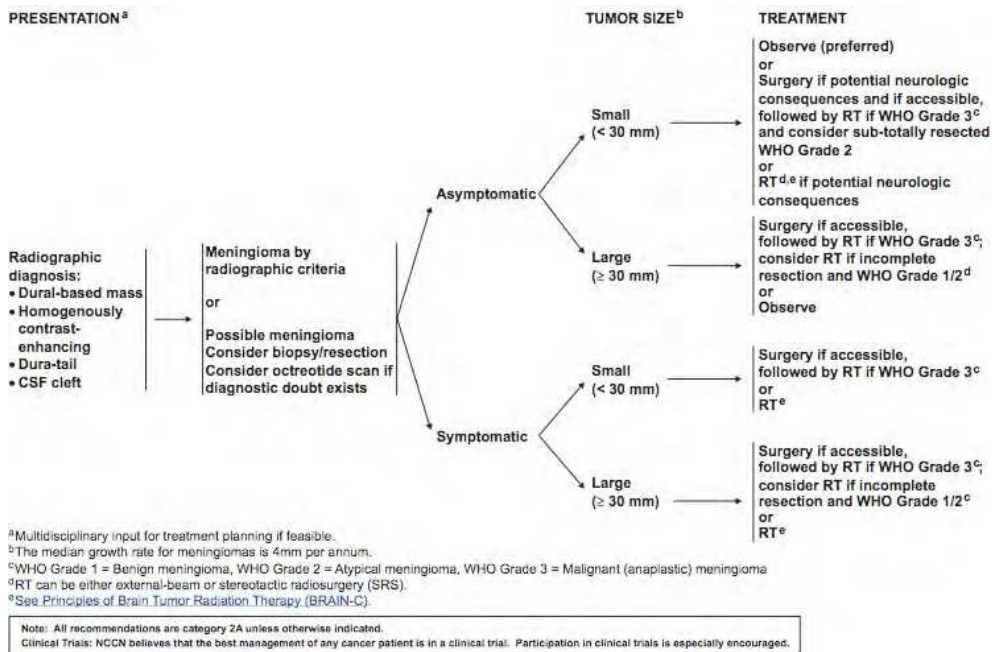 PRESENTATIONa
TUMOR SIZEb
TREATMENT
Radiographic
diagnosis:
• Dural-based mass
• Homogenously
contrast-
enhancing
• Dura-tail
• CSF cleft
Meningioma by
radiographic criteria
or
Possible meningioma
Consider biopsy/resection
Consider octreotide scan if
diagnostic doubt exists
Asymptomatic
Small
(< 30 mm)
Observe (preferred)
or
Surgery if potential neurologic
consequences and if accessible,
followed by RT if WHO Grade 3c
and consider sub-totally resected
WHO Grade 2
or
RTd,e if potential neurologic
consequences
Large
(≥ 30 mm)
Surgery if accessible,
followed by RT if WHO Grade 3c;
consider RT if incomplete
resection and WHO Grade 1/2d
or
Observe
Symptomatic
Small
(< 30 mm)
Surgery if accessible,
followed by RT if WHO Grade 3c
or
RTe
Large
(≥ 30 mm)
Surgery if accessible,
followed by RT if WHO Grade 3c;
consider RT if incomplete
resection and WHO Grade 1/2c
or
RTe
aMultidisciplinary input for treatment planning if feasible.
bThe median growth rate for meningiomas is 4mm per annum.
cWHO Grade 1 = Benign meningioma, WHO Grade 2 = Atypical meningioma, WHO Grade 3 = Malignant (anaplastic) meningioma
dRT can be either external-beam or stereotactic radiosurgery (SRS).
eSee Principles of Brain Tumor Radiation Therapy (BRAIN-C).
Note: All recommendations are category 2A unless otherwise indicated.
Clinical Trials: NCCN believes that the best management of any cancer patient is in a clinical trial. Participation in clinical trials is especially encouraged.